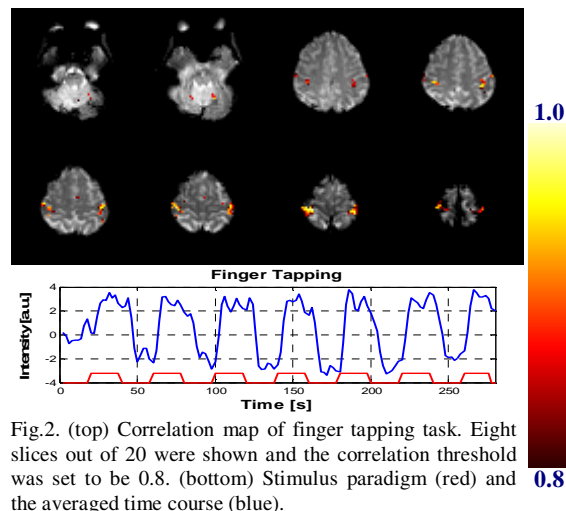 1.0
Finger Tapping
Intensity[a.u.]
4
2
0
-2
-4
0 50 100 150 200 250
Time [s]
0.8
Fig.2. (top) Correlation map of finger tapping task. Eight
slices out of 20 were shown and the correlation threshold
was set to be 0.8. (bottom) Stimulus paradigm (red) and
the averaged time course (blue).